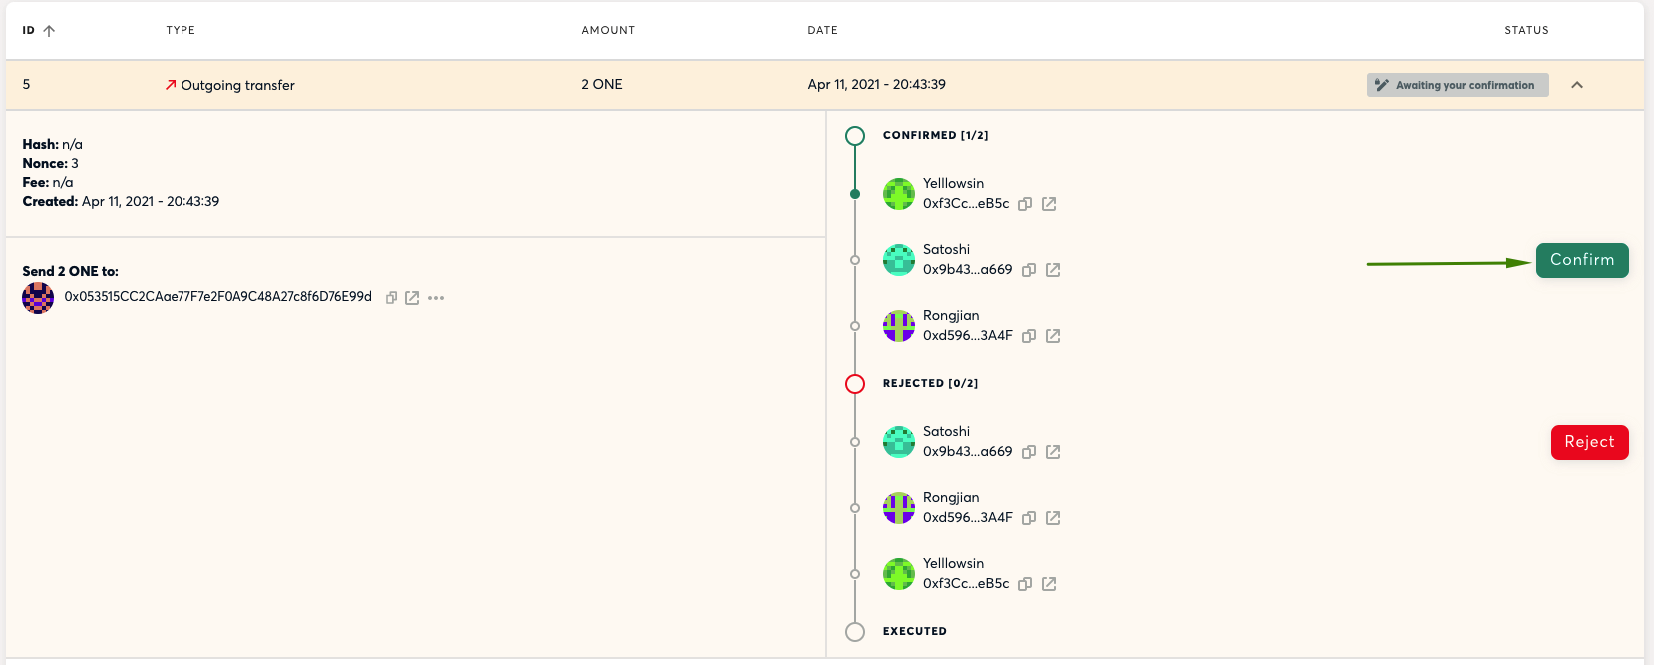 ID TYPE AMOUNT DATE STATUS
5 Outgoing transfer 2 ONE Apr 11, 2021 - 20:43:39 Awaiting your confirmation
Hash: n/a
Nonce: 3
Fee: n/a
Created: Apr 11, 2021 - 20:43:39
Send 2 ONE to:
0x053515CC2CAae77F7e2F0A9C48A27c8f6D76E99d
CONFIRMED [1/2]
Yelllowsin
0xf3Cc...eB5c
Satoshi
0x9b43...a669
Confirm
Rongjian
0xd596...3A4F
REJECTED [0/2]
Satoshi
0x9b43...a669
Reject
Rongjian
0xd596...3A4F
Yelllowsin
0xf3Cc...eB5c
EXECUTED